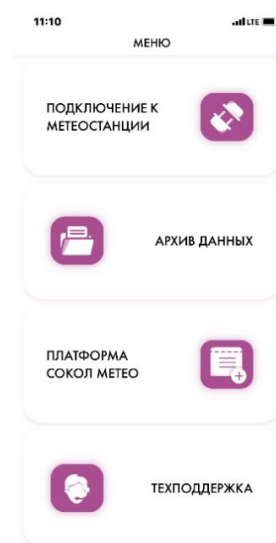 11:10 LTE
МЕНЮ
ПОДКЛЮЧЕНИЕ К
МЕТЕОСТАНЦИИ
АРХИВ ДАННЫХ
ПЛАТФОРМА
СОКОЛ МЕТЕО
ТЕХПОДДЕРЖКА